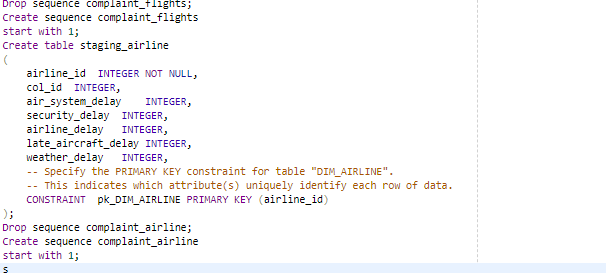 Drop sequence complaint_flights;
Create sequence complaint_flights
start with 1;
Create table staging_airline
(
airline_id INTEGER NOT NULL,
col_id INTEGER,
air_system_delay INTEGER,
security_delay INTEGER,
airline_delay INTEGER,
late_aircraft_delay INTEGER,
weather_delay INTEGER,
-- Specify the PRIMARY KEY constraint for table "DIM_AIRLINE".
-- This indicates which attribute(s) uniquely identify each row of data.
CONSTRAINT pk_DIM_AIRLINE PRIMARY KEY (airline_id)
);
Drop sequence complaint_airline;
Create sequence complaint_airline
start with 1;
s